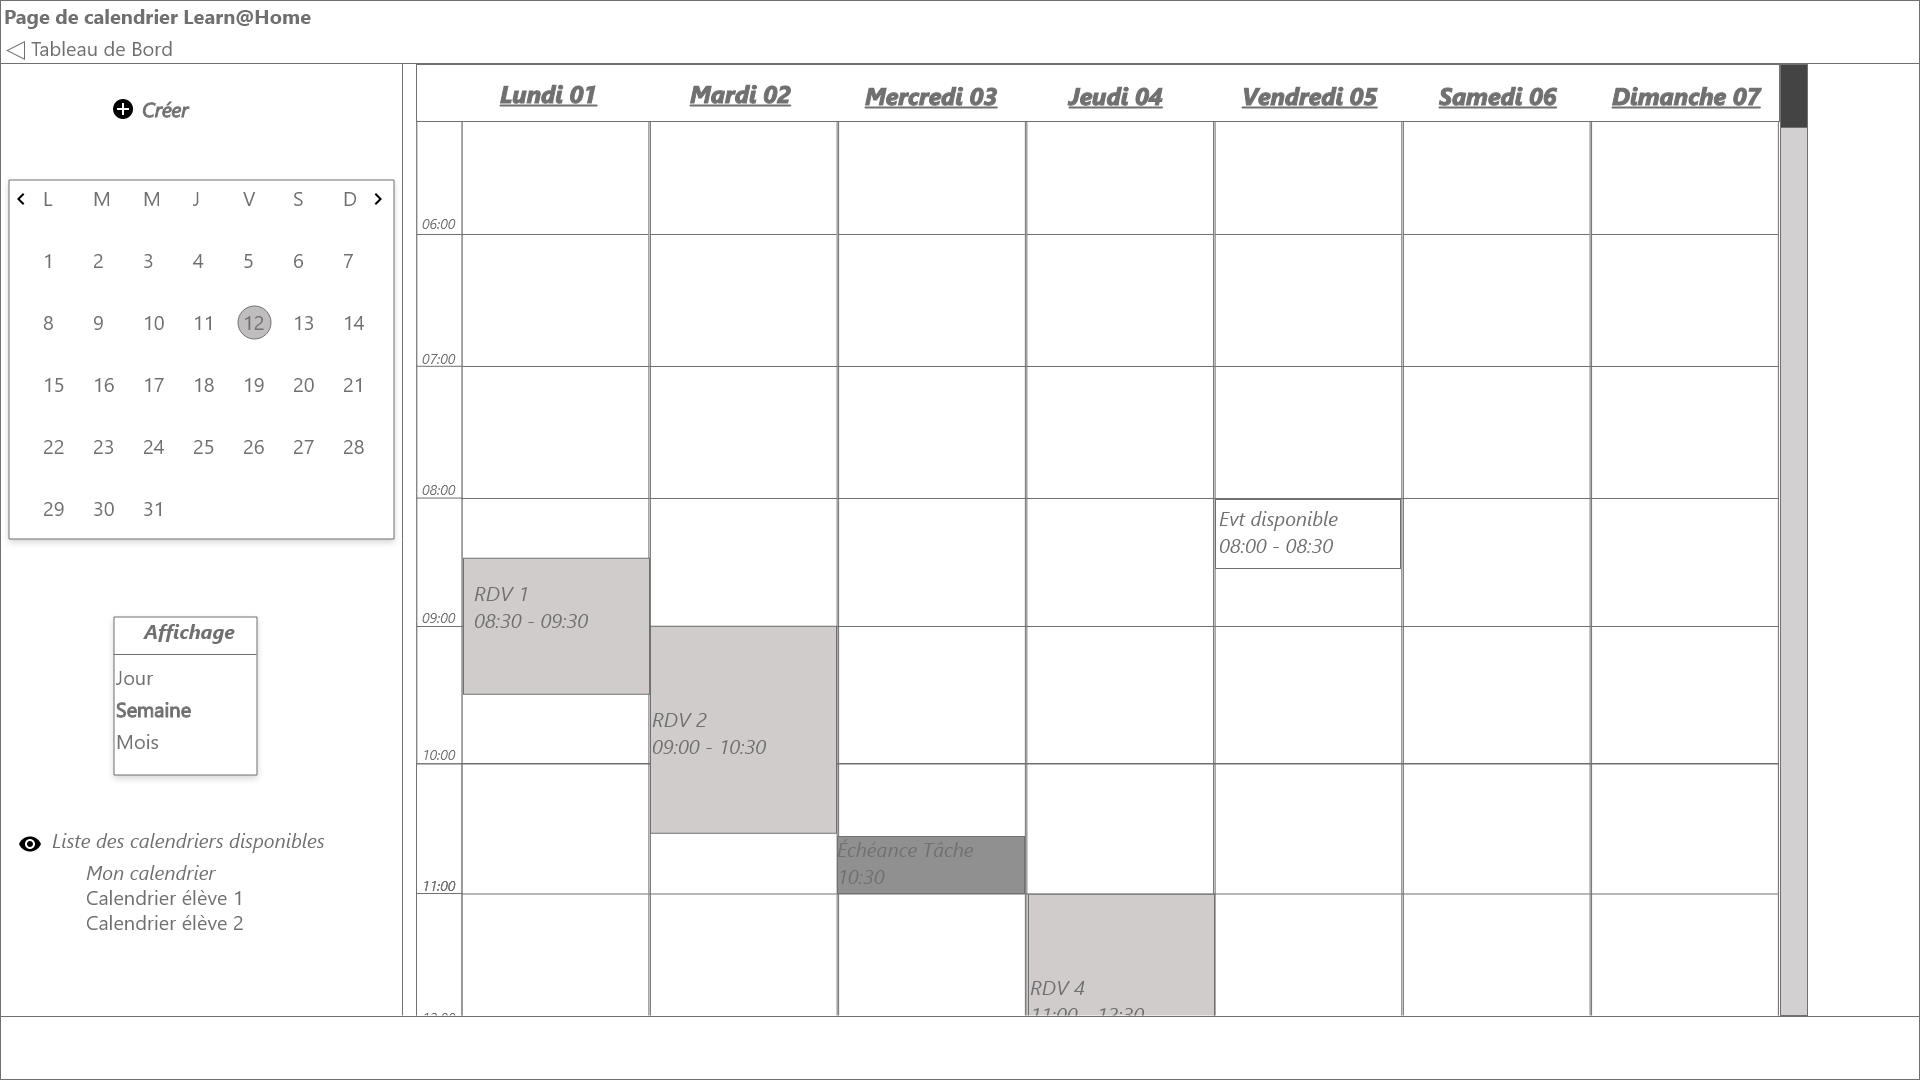 Page de calendrier Learn@Home
Tableau de Bord
Créer
L M M J V S D
1 2 3 4 5 6 7
8 9 10 11 12 13 14
15 16 17 18 19 20 21
22 23 24 25 26 27 28
29 30 31
Affichage
Jour
Semaine
Mois
Liste des calendriers disponibles
Mon calendrier
Calendrier élève 1
Calendrier élève 2
Lundi 01 Mardi 02 Mercredi 03 Jeudi 04 Vendredi 05 Samedi 06 Dimanche 07
06:00
07:00
08:00
Evt disponible
08:00 - 08:30
RDV 1
08:30 - 09:30
09:00
RDV 2
09:00 - 10:30
10:00
Échéance Tâche
10:30
11:00
RDV 4
11:00 - 12:30